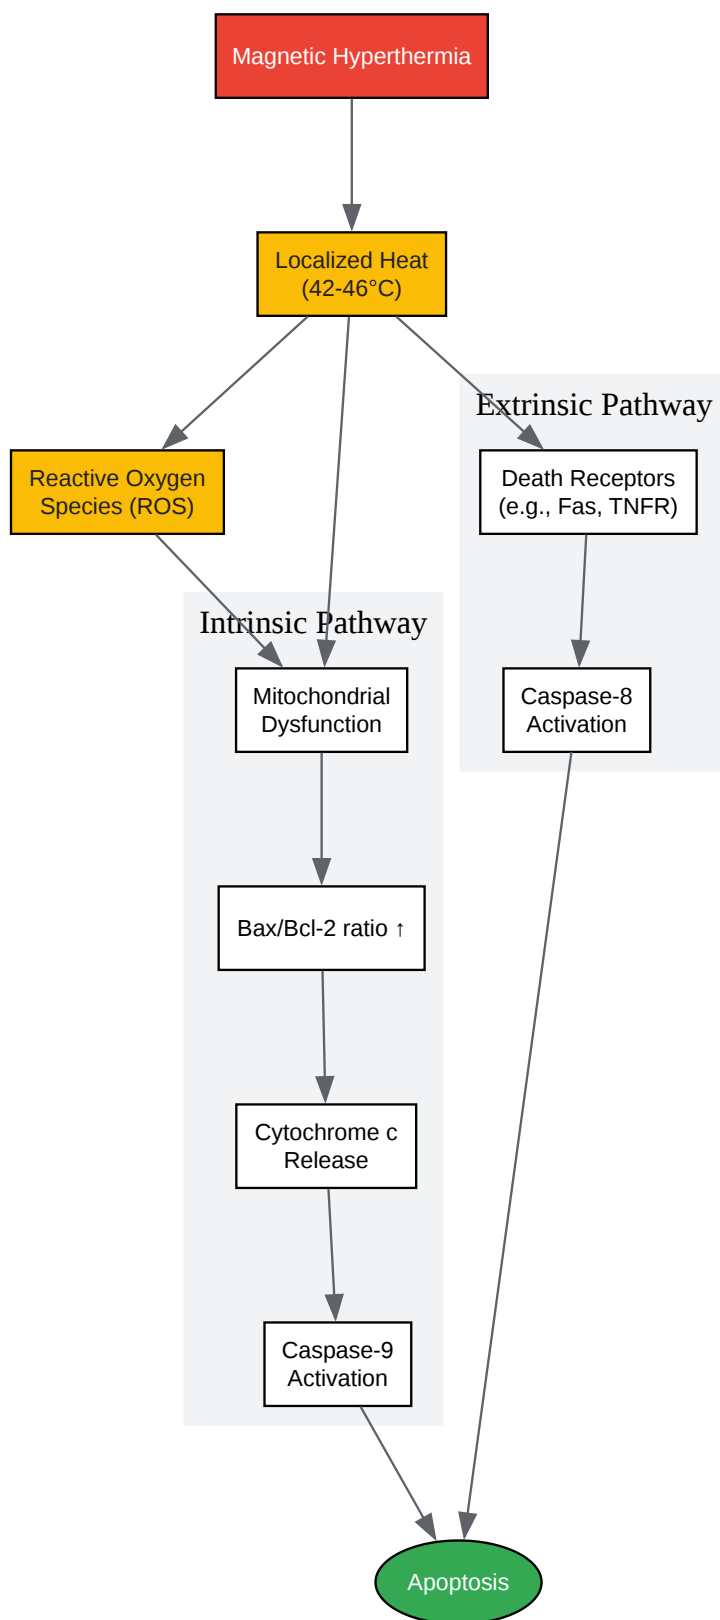 Magnetic Hyperthermia
Localized Heat
(42-46°C)
Extrinsic Pathway
Reactive Oxygen
Species (ROS)
Death Receptors
(e.g., Fas, TNFR)
Intrinsic Pathway
Mitochondrial
Dysfunction
Caspase-8
Activation
Bax/Bcl-2 ratio ↑
Cytochrome c
Release
Caspase-9
Activation
Apoptosis